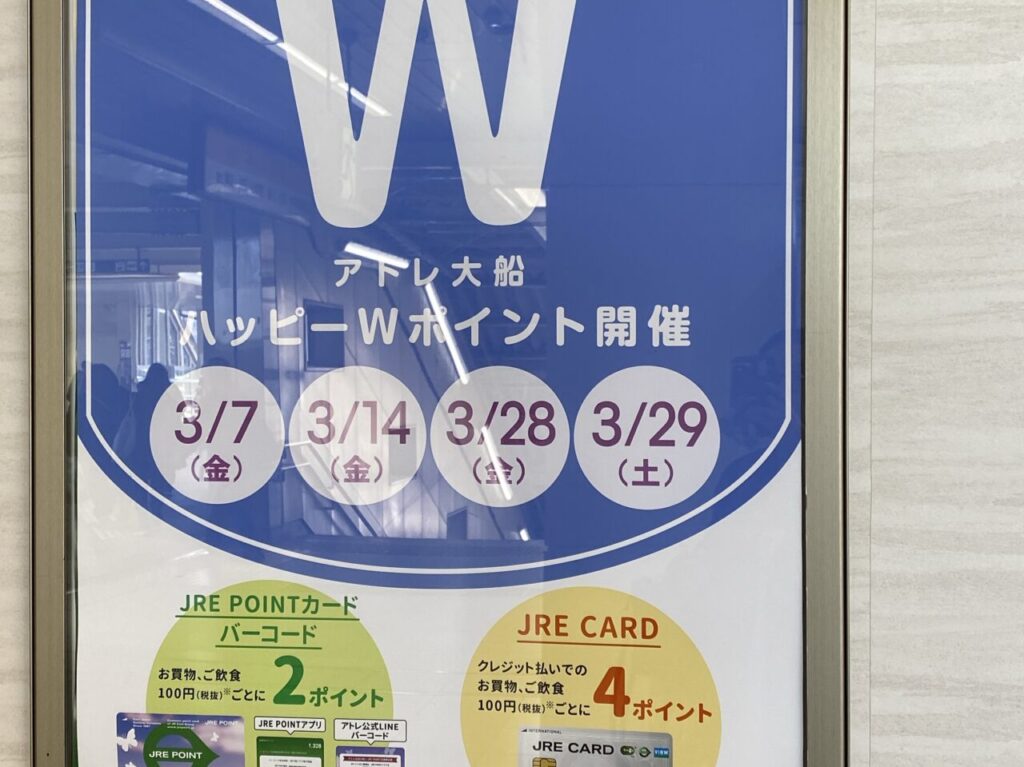 W
アトレ大船
ハッピーWポイント開催
3/7
(金)
3/14
(金)
3/28
(金)
3/29
(土)
JRE POINTカード
バーコード
お買物、ご飲食
100円(税抜)※ごとに 2ポイント
JRE CARD
クレジット払いでの
お買物、ご飲食
100円(税抜)※ごとに 4ポイント
JRE POINT
JRE POINT
JRE POINTアプリ
1,328
アトレ公式LINE
バーコード
JRE CARD